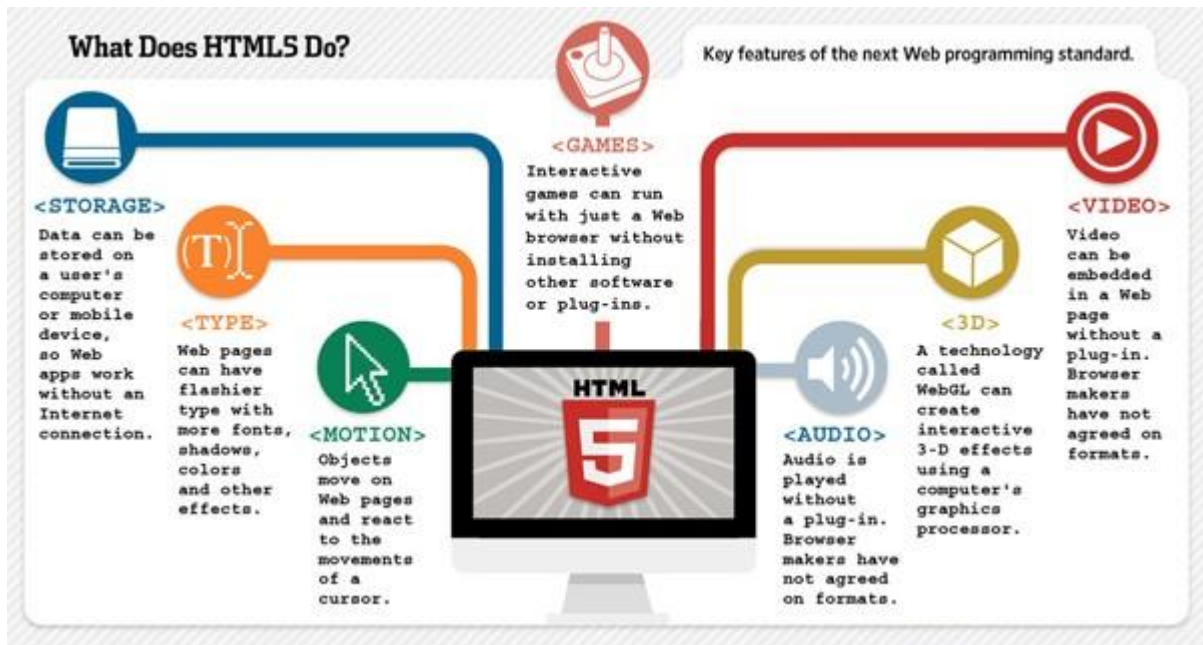 What Does HTML5 Do?
Key features of the next Web programming standard.
<STORAGE>
Data can be
stored on
a user's
computer
or mobile
device,
so Web
apps work
without an
Internet
connection.
(T)
<TYPE>
Web pages
can have
flashier
type with
more fonts,
shadows,
colors
and other
effects.
<MOTION>
Objects
move on
Web pages
and react
to the
movements
of a
cursor.
<GAMES>
Interactive
games can run
with just a Web
browser without
installing
other software
or plug-ins.
HTML
5
<AUDIO>
Audio is
played
without
a plug-in.
Browser
makers have
not agreed
on formats.
<3D>
A technology
called
WebGL can
create
interactive
3-D effects
using a
computer's
graphics
processor.
<VIDEO>
Video
can be
embedded
in a Web
page
without a
plug-in.
Browser
makers
have not
agreed on
formats.